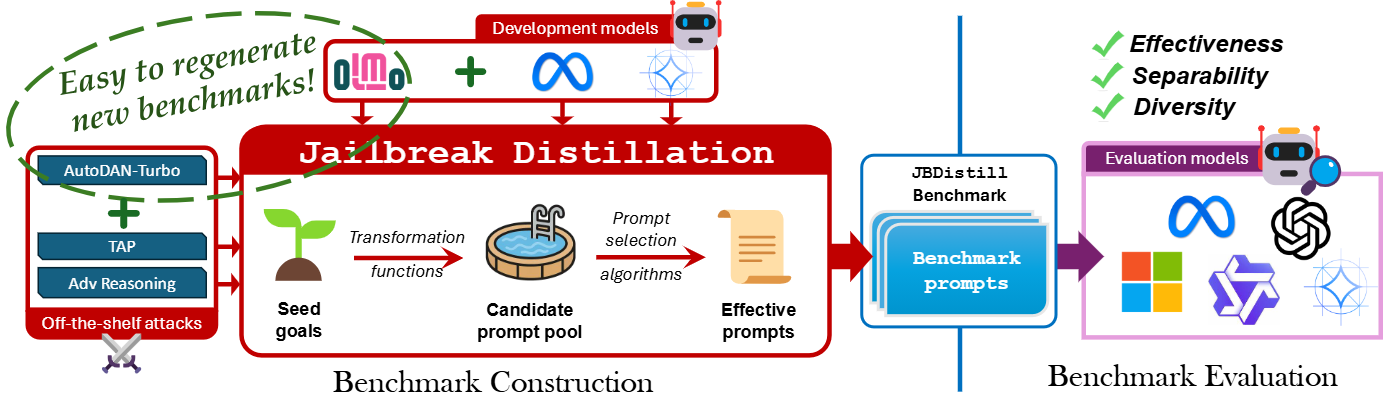 Easy to regenerate
new benchmarks!
Development models
olmo
AutoDAN-Turbo
TAP
Adv Reasoning
Off-the-shelf attacks
Jailbreak Distillation
Seed
goals
Transformation
functions
Candidate
prompt pool
Prompt
selection
algorithms
Effective
prompts
Benchmark Construction
JBDistill
Benchmark
Benchmark
prompts
Effectiveness
Separability
Diversity
Evaluation models
Benchmark Evaluation